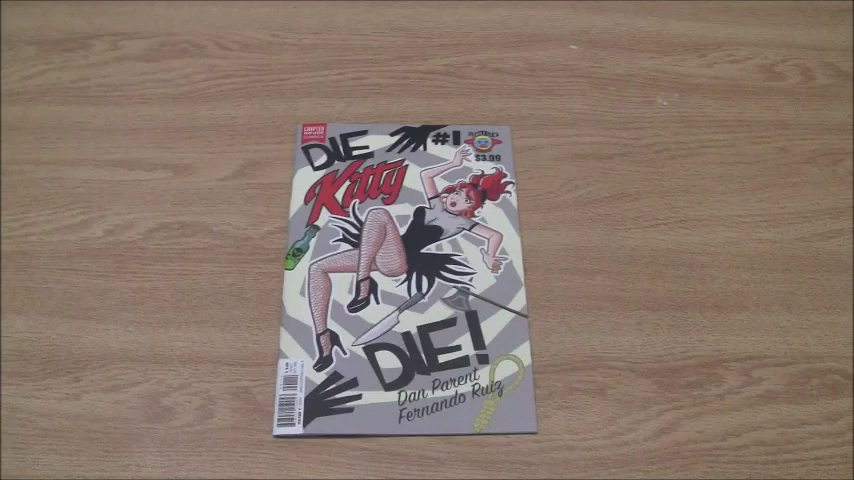 DIE
#1
$3.99
Kitty
DIE!
Dan Parent
Fernando Ruiz